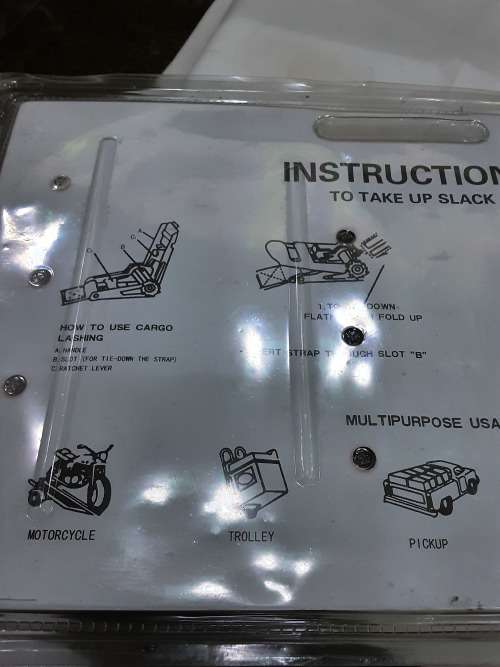 INSTRUCTION
TO TAKE UP SLACK
HOW TO USE CARGO
LASHING
A. HANDLE
B. SLOT (FOR TIE-DOWN THE STRAP)
C. RATCHET LEVER
DOWN-
FOLD UP
STRAP THROUGH SLOT "B"
MULTIPURPOSE USA
MOTORCYCLE
TROLLEY
PICKUP